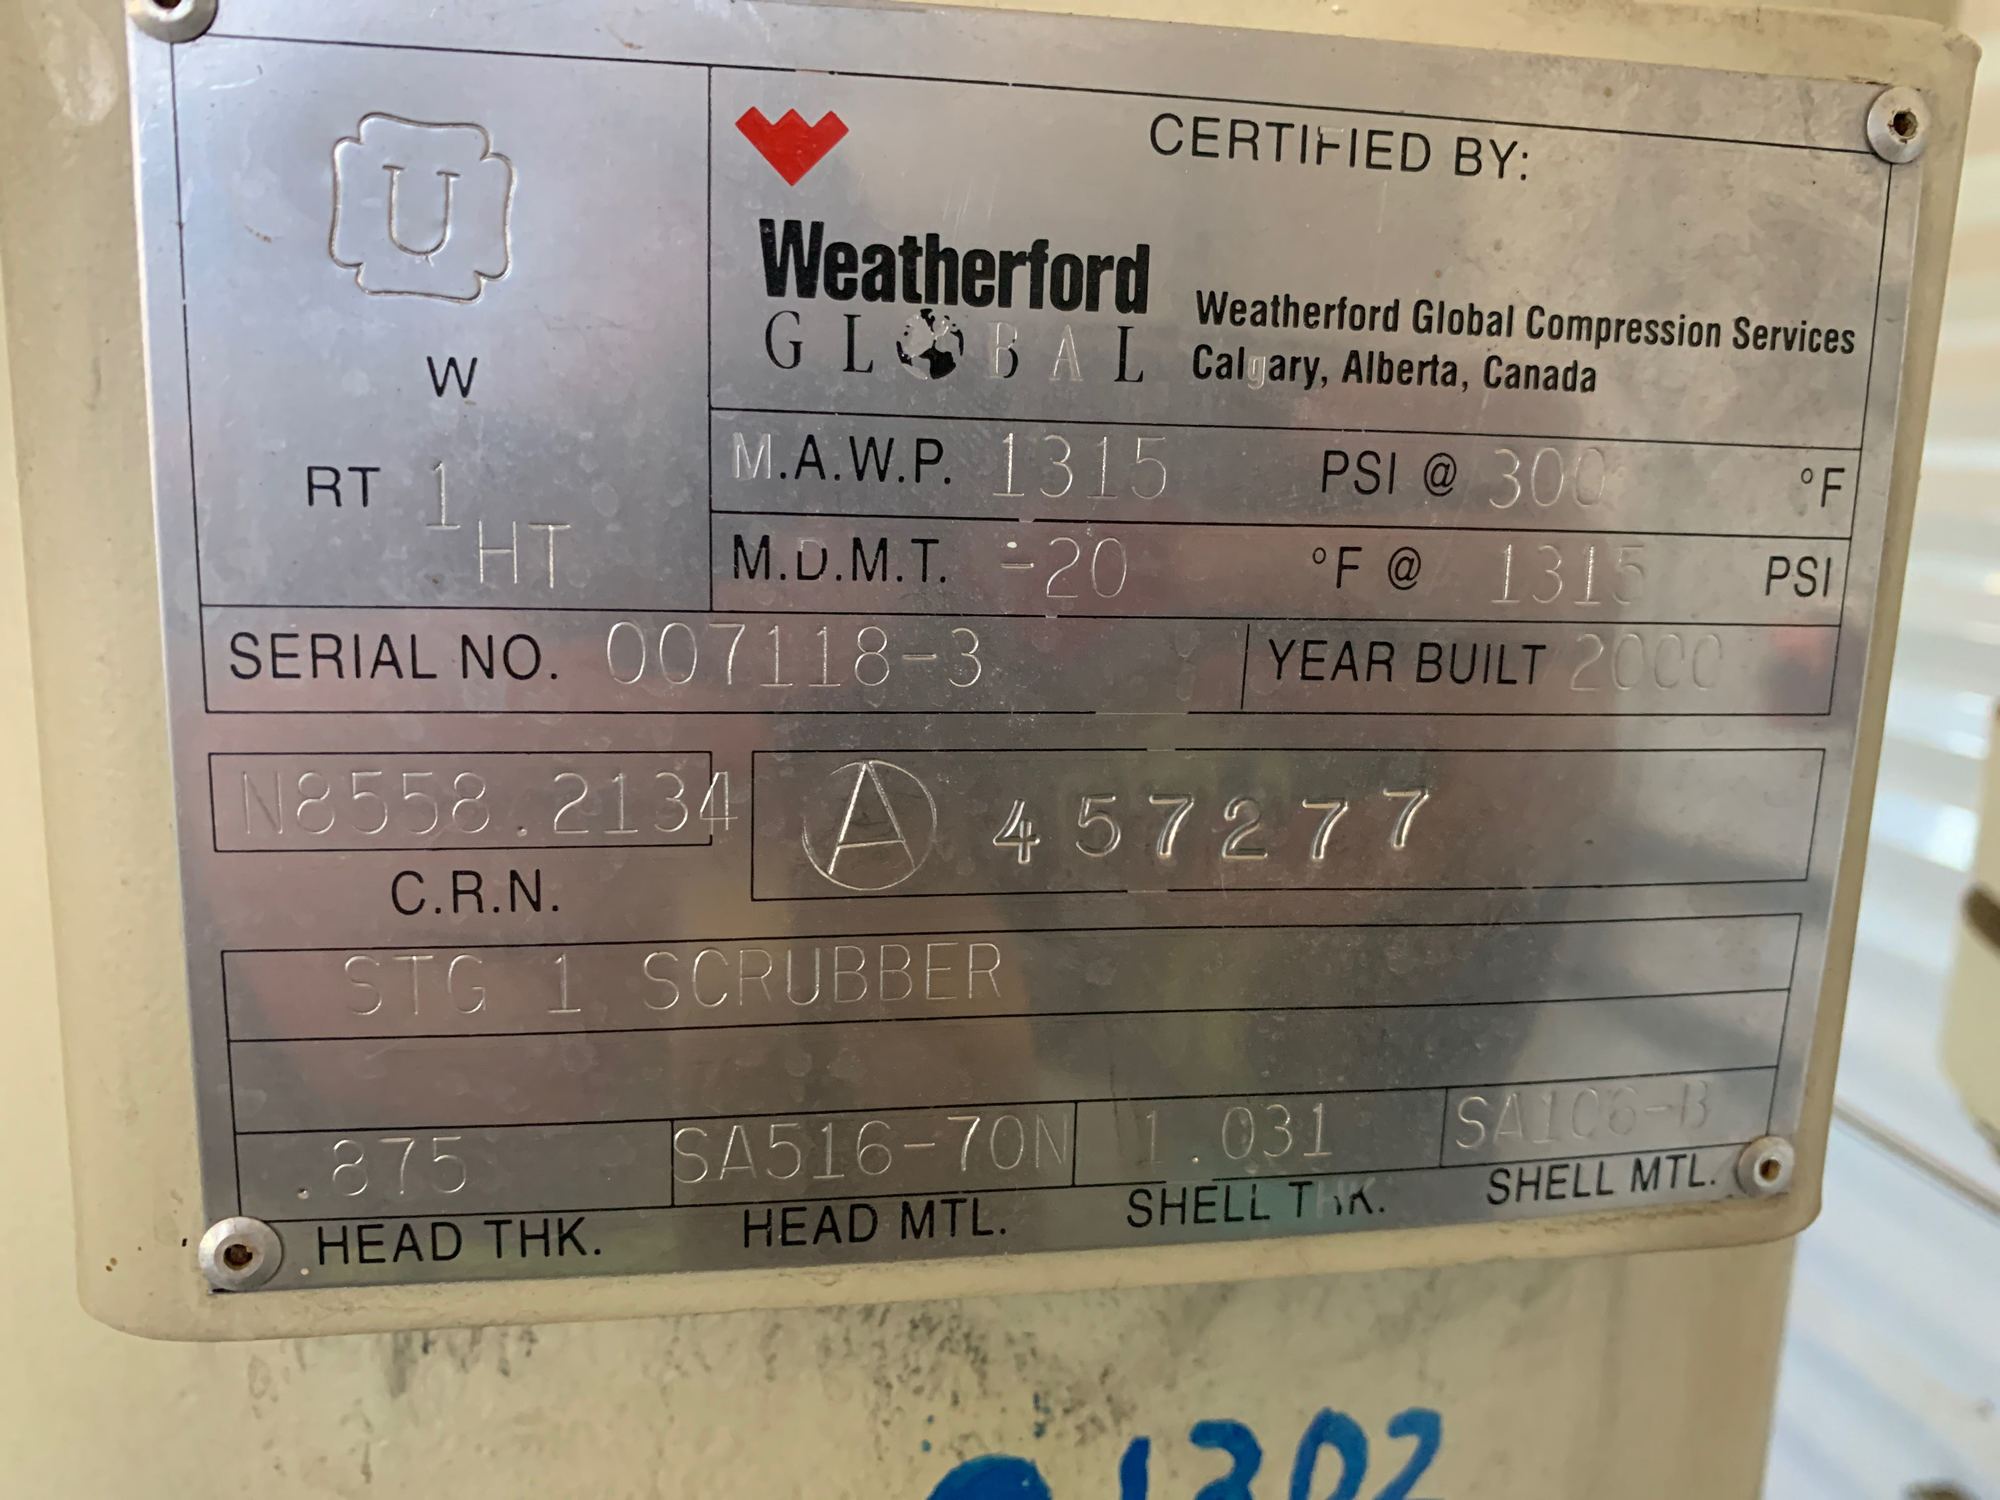 U
W
RT 1
HT
CERTIFIED BY:
Weatherford
GLOBAL
Weatherford Global Compression Services
Calgary, Alberta, Canada
M.A.W.P. 1315 PSI @ 300 °F
M.D.M.T. -20 °F @ 1315 PSI
SERIAL NO. 007118-3 YEAR BUILT 2000
N8558.2134
C.R.N.
A 457277
STG 1 SCRUBBER
.875 SA516-70N 1.031 SA106-B
HEAD THK. HEAD MTL. SHELL THK. SHELL MTL.
1302